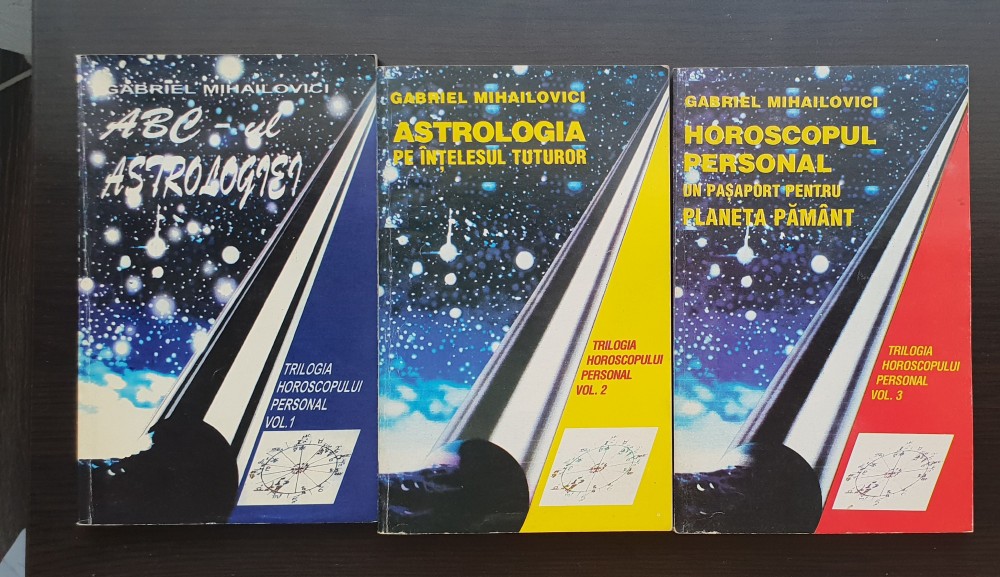 GABRIEL MIHAILOVICI
ABC-ul
ASTROLOGIEI
TRILOGIA
HOROSCOPULUI
PERSONAL
VOL.1
GABRIEL MIHAILOVICI
ASTROLOGIA
PE ÎNȚELESUL TUTUROR
TRILOGIA
HOROSCOPULUI
PERSONAL
VOL. 2
GABRIEL MIHAILOVICI
HOROSCOPUL
PERSONAL
UN PAȘAPORT PENTRU
PLANETA PĂMÂNT
TRILOGIA
HOROSCOPULUI
PERSONAL
VOL. 3